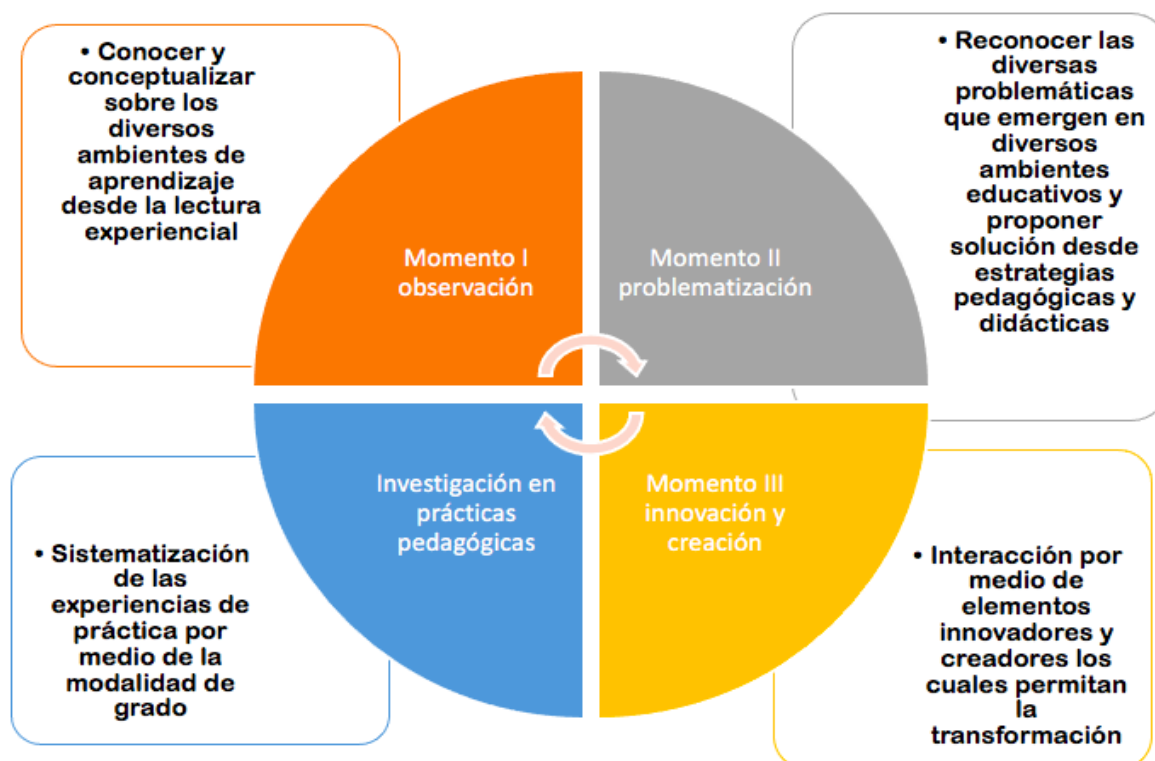 • Conocer y
conceptualizar
sobre los
diversos
ambientes de
aprendizaje
desde la lectura
experiencial
Momento I
observación
Momento II
problematización
• Reconocer las
diversas
problemáticas
que emergen en
diversos
ambientes
educativos y
proponer
solución desde
estrategias
pedagógicas y
didácticas
• Sistematización
de las
experiencias de
práctica por
medio de la
modalidad de
grado
Investigación en
prácticas
pedagógicas
Momento III
innovación y
creación
• Interacción por
medio de
elementos
innovadores y
creadores los
cuales permitan
la
transformación